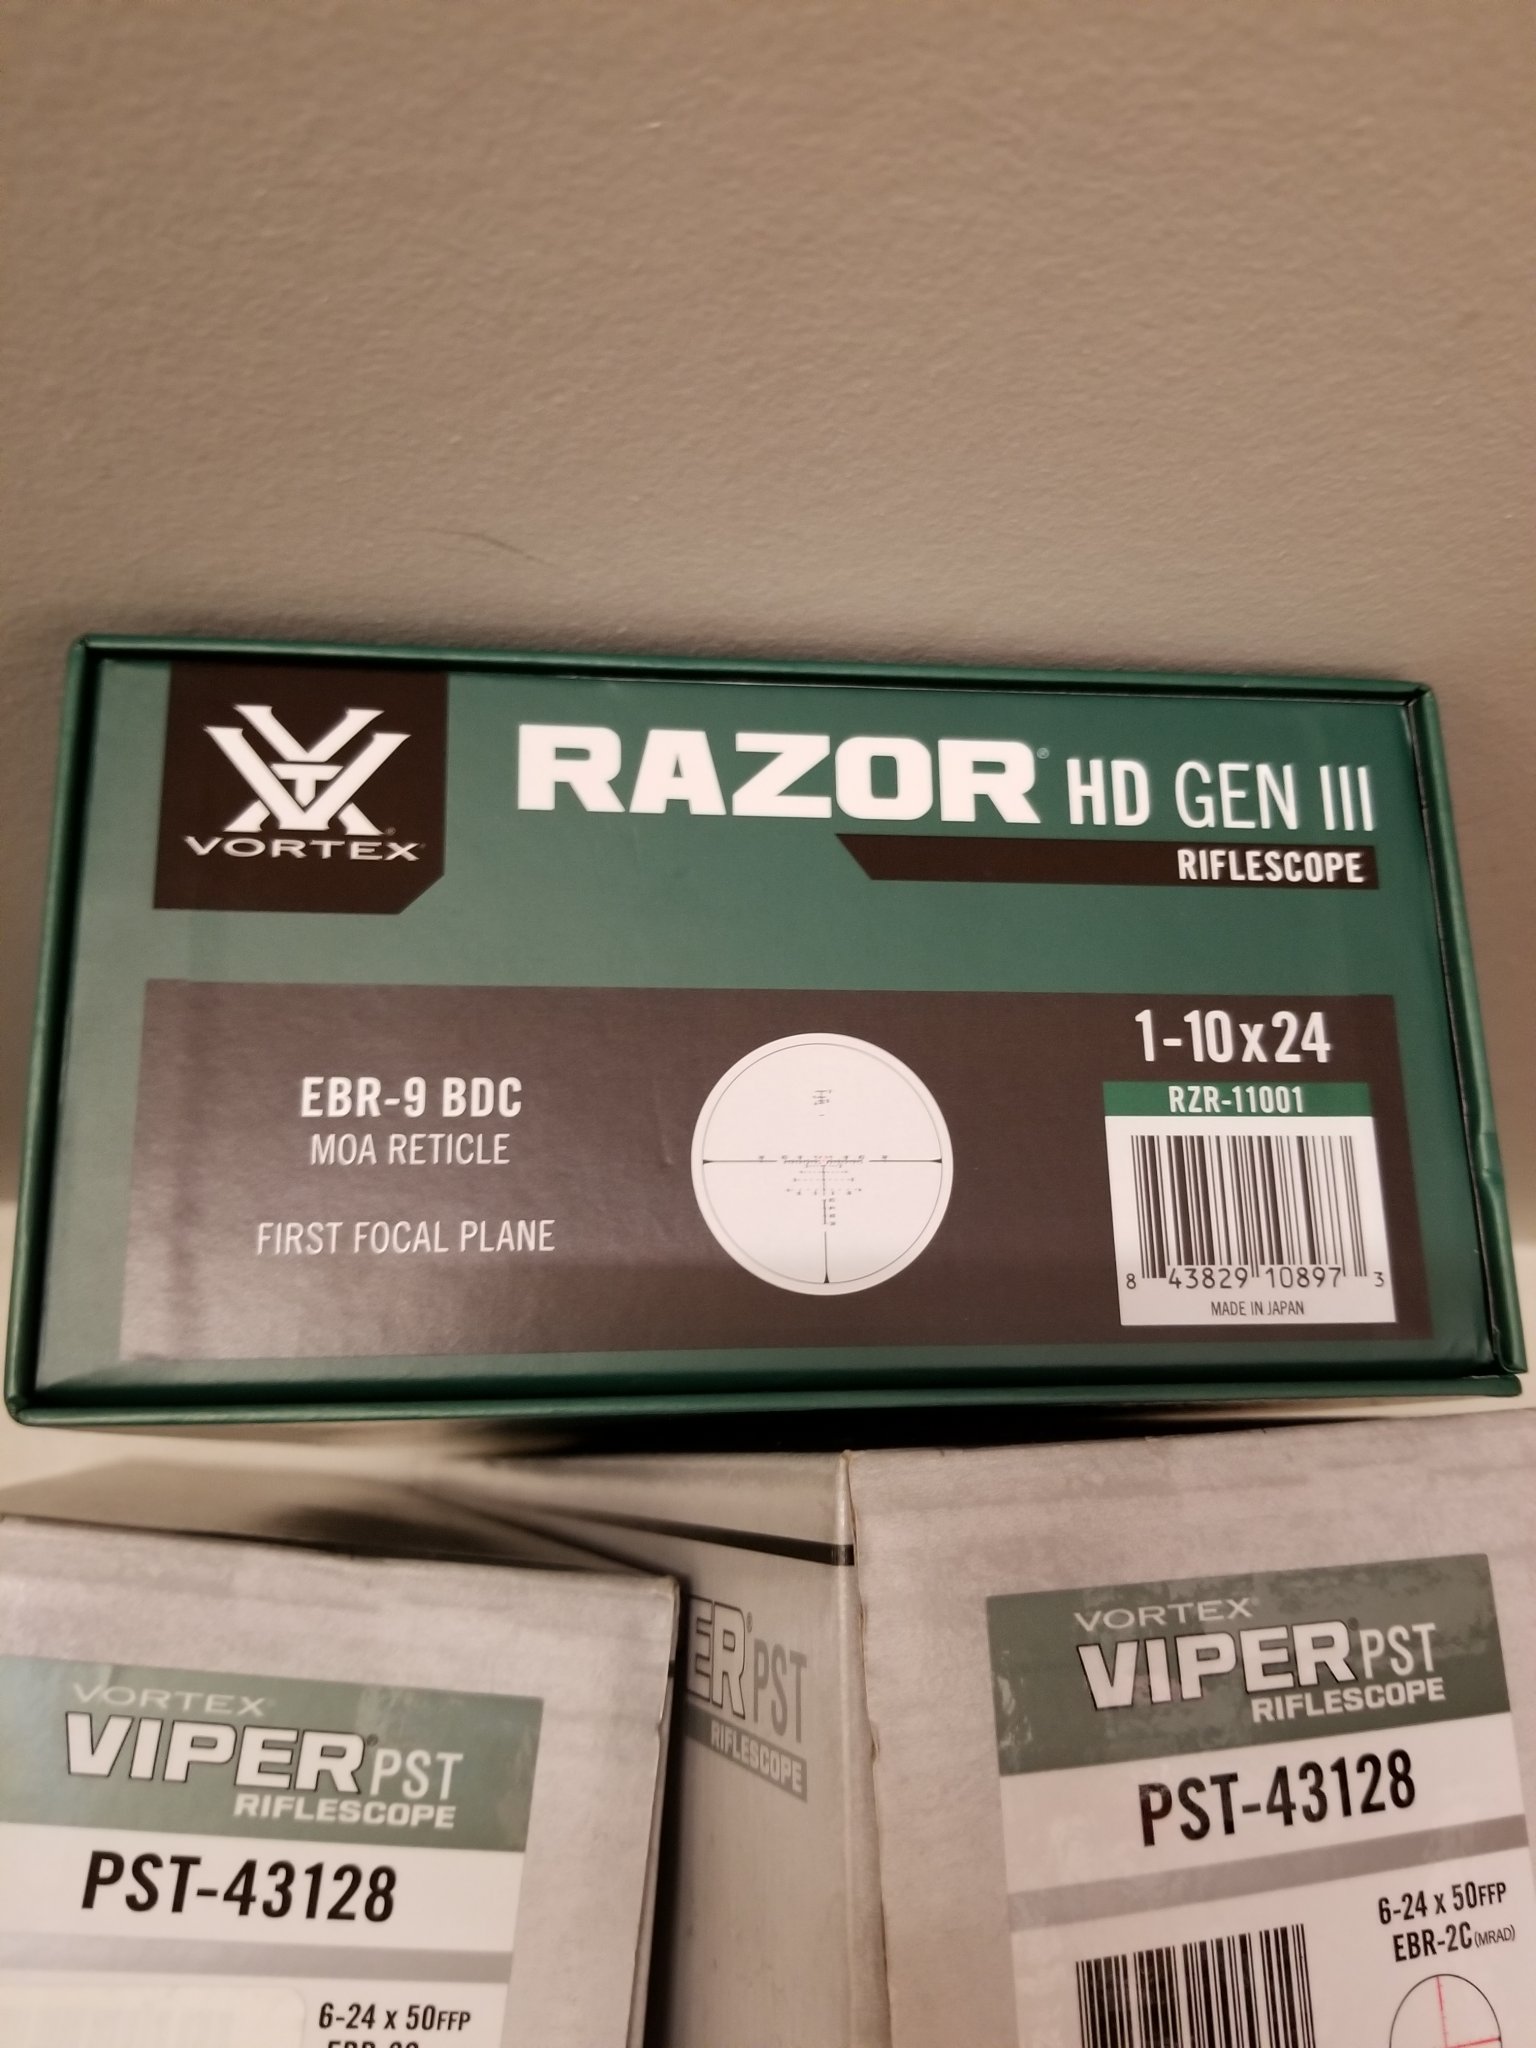 VORTEX®
RAZOR® HD GEN III
RIFLESCOPE
EBR-9 BDC
MOA RETICLE
FIRST FOCAL PLANE
1-10x24
RZR-11001
8 43829 10897 3
MADE IN JAPAN
VORTEX®
VIPER® PST
RIFLESCOPE
PST-43128
6-24 x 50FFP
ER® PST
RIFLESCOPE
VORTEX®
VIPER® PST
RIFLESCOPE
PST-43128
6-24 x 50FFP
EBR-2C (MRAD)